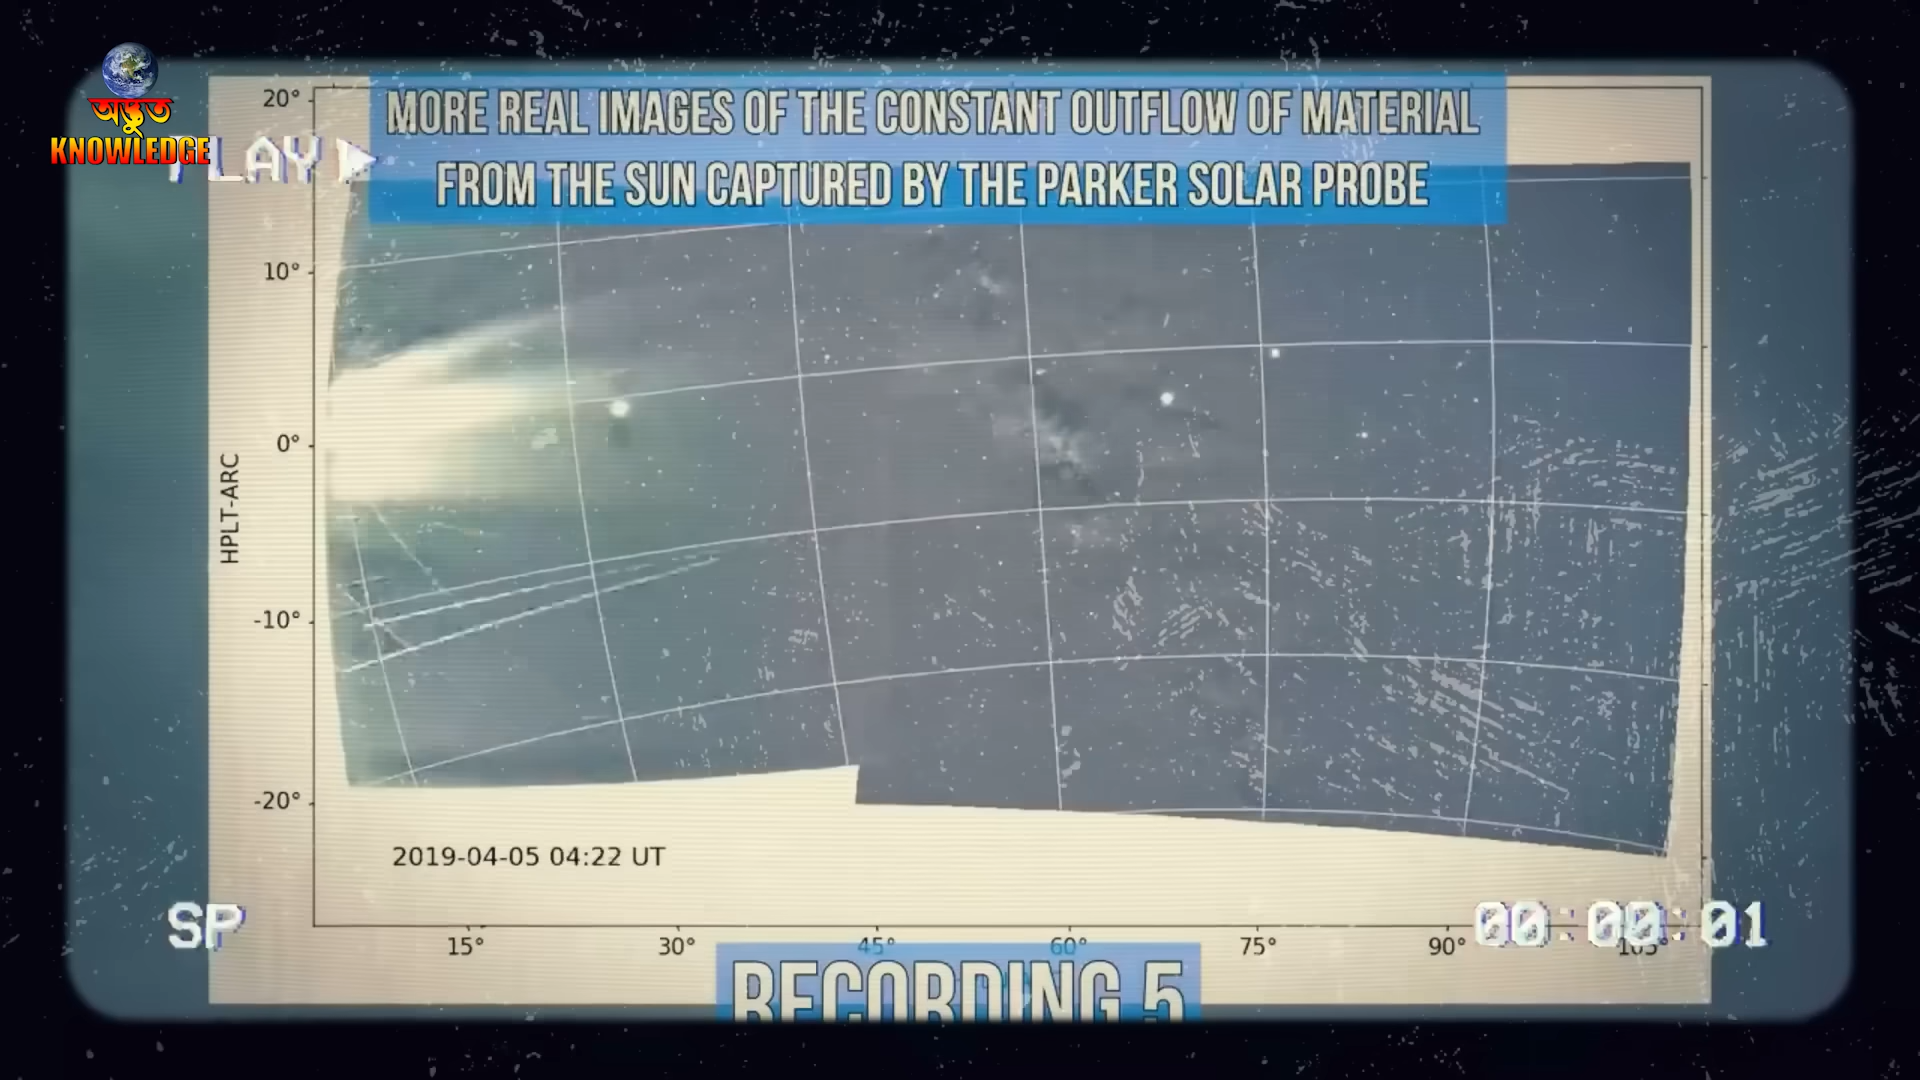 অদ্ভুত
KNOWLEDGE
PLAY
MORE REAL IMAGES OF THE CONSTANT OUTFLOW OF MATERIAL
FROM THE SUN CAPTURED BY THE PARKER SOLAR PROBE
20°
10°
0°
-10°
-20°
HPLT-ARC
2019-04-05 04:22 UT
SP
00:00:01
15°
30°
45°
60°
75°
90°
105°
RECORDING 5